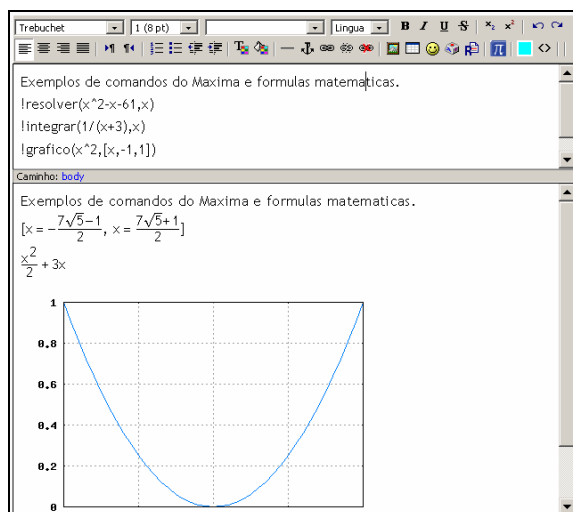 Trebuchet 1 (8 pt) Lingua B I U S x₂ x²
Exemplos de comandos do Maxima e formulas matematicas.
!resolver(x^2-x-61,x)
!integrar(1/(x+3),x)
!grafico(x^2,[x,-1,1])
Caminho: body
Exemplos de comandos do Maxima e formulas matematicas.
[x = -(7√5-1)/2, x = (7√5+1)/2]
x²/2 + 3x
1
0.8
0.6
0.4
0.2
0